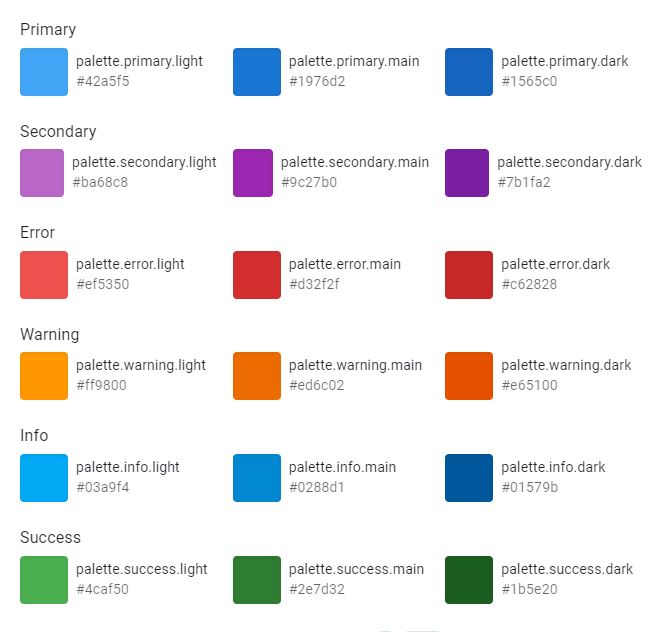 Primary
palette.primary.light palette.primary.main palette.primary.dark
#42a5f5 #1976d2 #1565c0
Secondary
palette.secondary.light palette.secondary.main palette.secondary.dark
#ba68c8 #9c27b0 #7b1fa2
Error
palette.error.light palette.error.main palette.error.dark
#ef5350 #d32f2f #c62828
Warning
palette.warning.light palette.warning.main palette.warning.dark
#ff9800 #ed6c02 #e65100
Info
palette.info.light palette.info.main palette.info.dark
#03a9f4 #0288d1 #01579b
Success
palette.success.light palette.success.main palette.success.dark
#4caf50 #2e7d32 #1b5e20